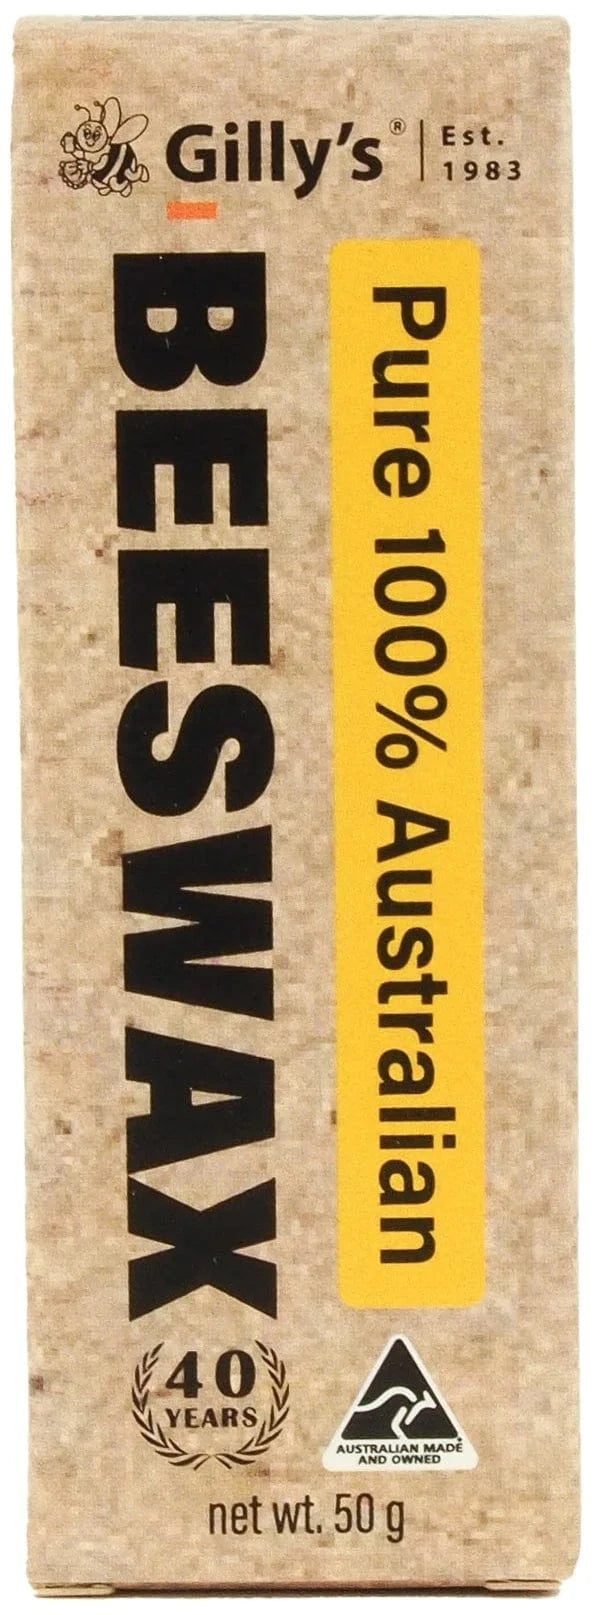 Gilly's® | Est.
1983
BEESWAX
Pure 100% Australian
40
YEARS
AUSTRALIAN MADE
AND OWNED
net wt. 50 g